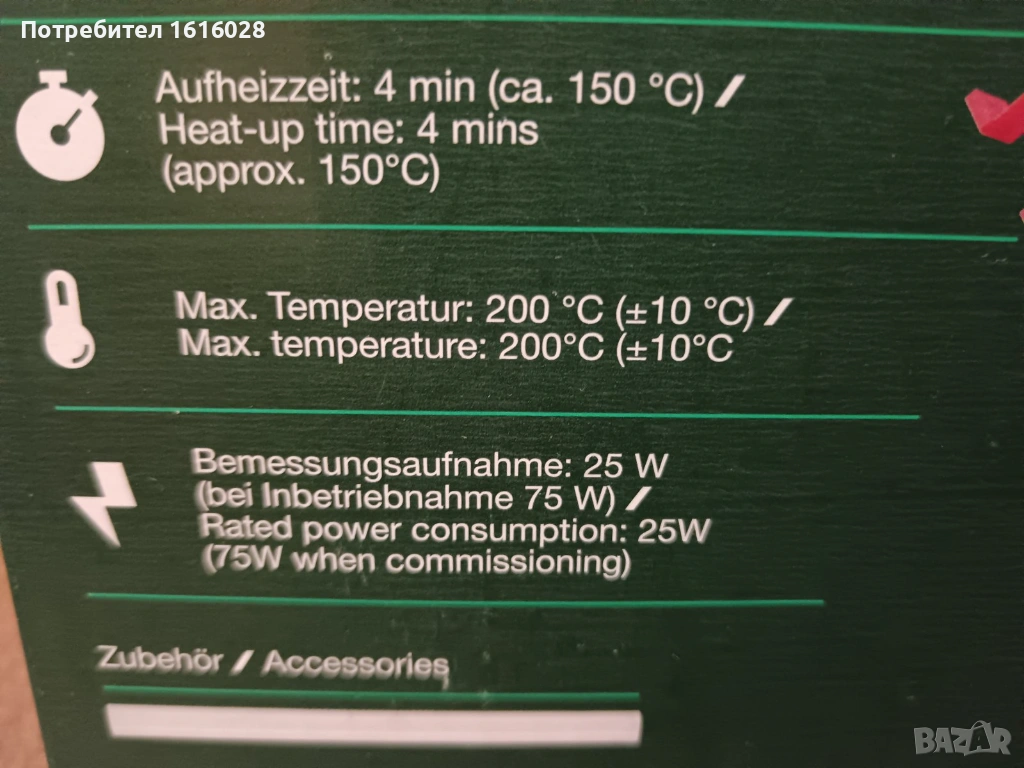 Потребител 1616028
Aufheizzeit: 4 min (ca. 150 °C) /
Heat-up time: 4 mins
(approx. 150°C)
Max. Temperatur: 200 °C (±10 °C) /
Max. temperature: 200°C (±10°C
Bemessungsaufnahme: 25 W
(bei Inbetriebnahme 75 W) /
Rated power consumption: 25W
(75W when commissioning)
Zubehör / Accessories
BAZAR